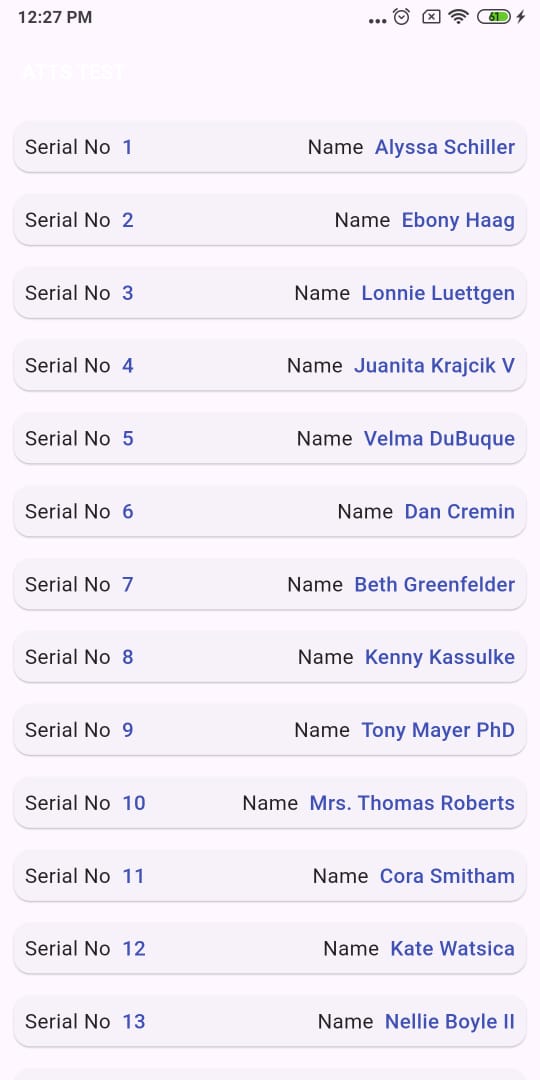 12:27 PM
61
ATTS TEST
Serial No 1 Name Alyssa Schiller
Serial No 2 Name Ebony Haag
Serial No 3 Name Lonnie Luettgen
Serial No 4 Name Juanita Krajcik V
Serial No 5 Name Velma DuBuque
Serial No 6 Name Dan Cremin
Serial No 7 Name Beth Greenfelder
Serial No 8 Name Kenny Kassulke
Serial No 9 Name Tony Mayer PhD
Serial No 10 Name Mrs. Thomas Roberts
Serial No 11 Name Cora Smitham
Serial No 12 Name Kate Watsica
Serial No 13 Name Nellie Boyle II